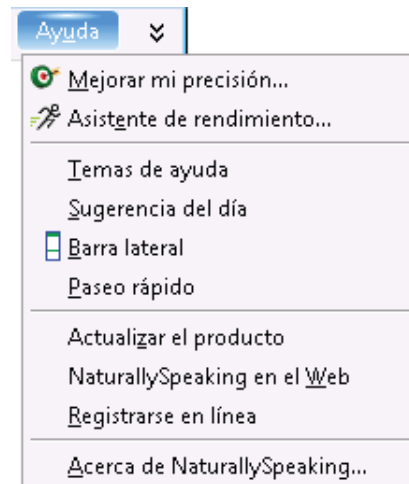 Ayuda
Mejorar mi precisión...
Asistente de rendimiento...
Temas de ayuda
Sugerencia del día
Barra lateral
Paseo rápido
Actualizar el producto
NaturallySpeaking en el Web
Registrarse en línea
Acerca de NaturallySpeaking...